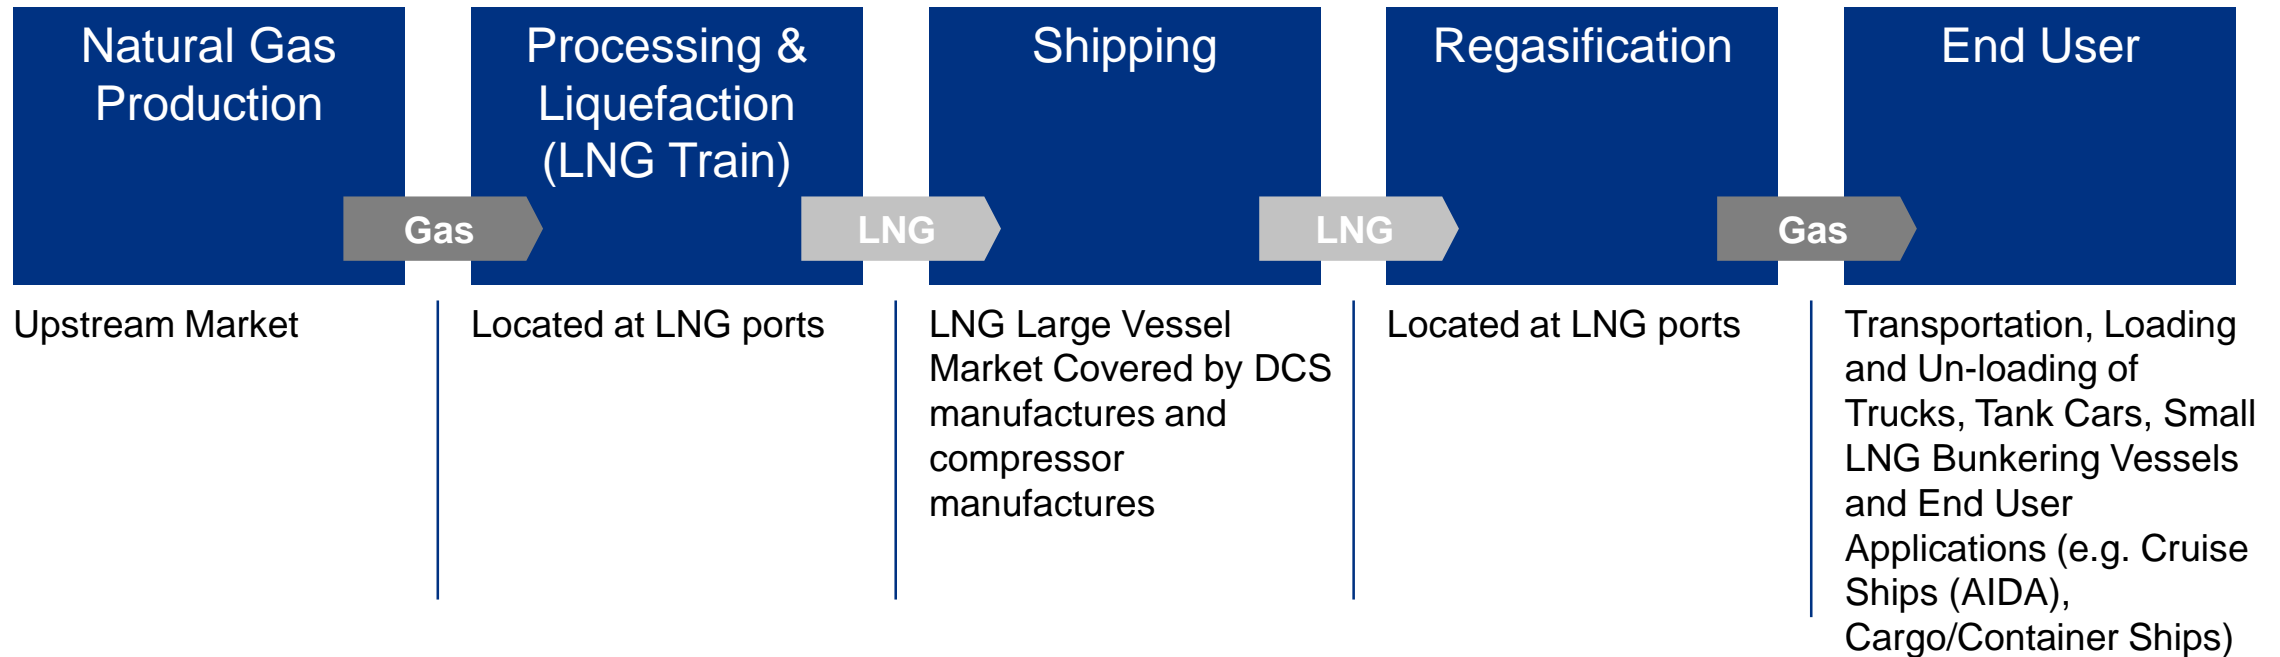 Natural Gas
Production
Processing &
Liquefaction
(LNG Train)
Shipping
Regasification
End User
Gas
LNG
LNG
Gas
Upstream Market
Located at LNG ports
LNG Large Vessel
Market Covered by DCS
manufactures and
compressor
manufactures
Located at LNG ports
Transportation, Loading
and Un-loading of
Trucks, Tank Cars, Small
LNG Bunkering Vessels
and End User
Applications (e.g. Cruise
Ships (AIDA),
Cargo/Container Ships)